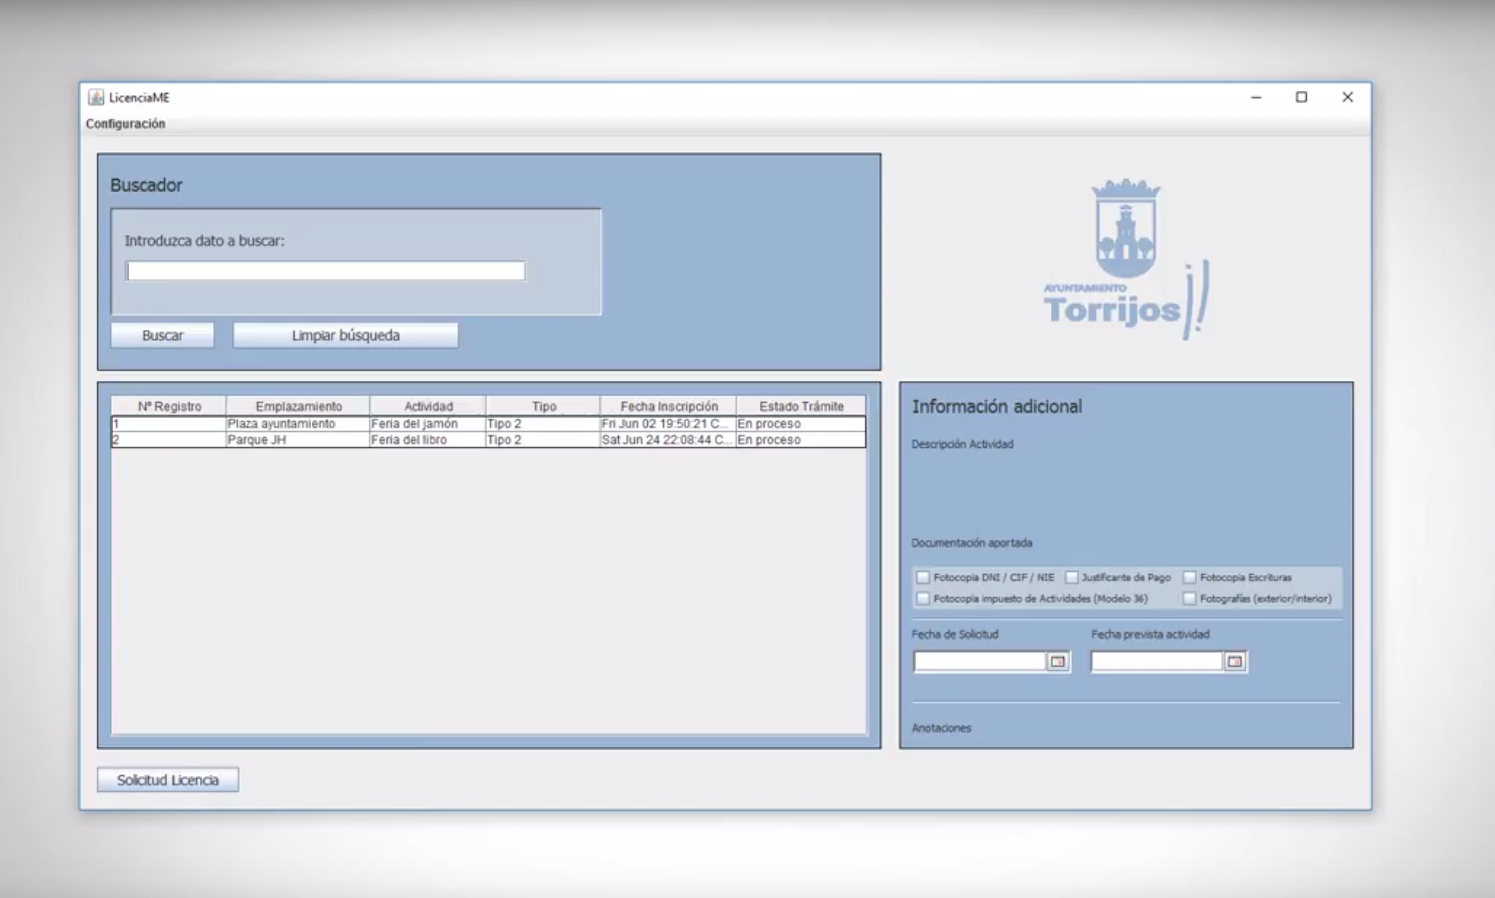 LicenciaME
Configuración
Buscador
Introduzca dato a buscar:
Buscar
Limpiar búsqueda
AYUNTAMIENTO
Torrijos
Nº Registro Emplazamiento Actividad Tipo Fecha Inscripción Estado Trámite
1 Plaza ayuntamiento Feria del jamón Tipo 2 Fri Jun 02 19:50:21 C... En proceso
2 Parque JH Feria del libro Tipo 2 Sat Jun 24 22:08:44 C... En proceso
Información adicional
Descripción Actividad
Documentación aportada
Fotocopia DNI / CIF / NIE Justificante de Pago Fotocopia Escrituras
Fotocopia impuesto de Actividades (Modelo 36) Fotografías (exterior/interior)
Fecha de Solicitud Fecha prevista actividad
Anotaciones
Solicitud Licencia